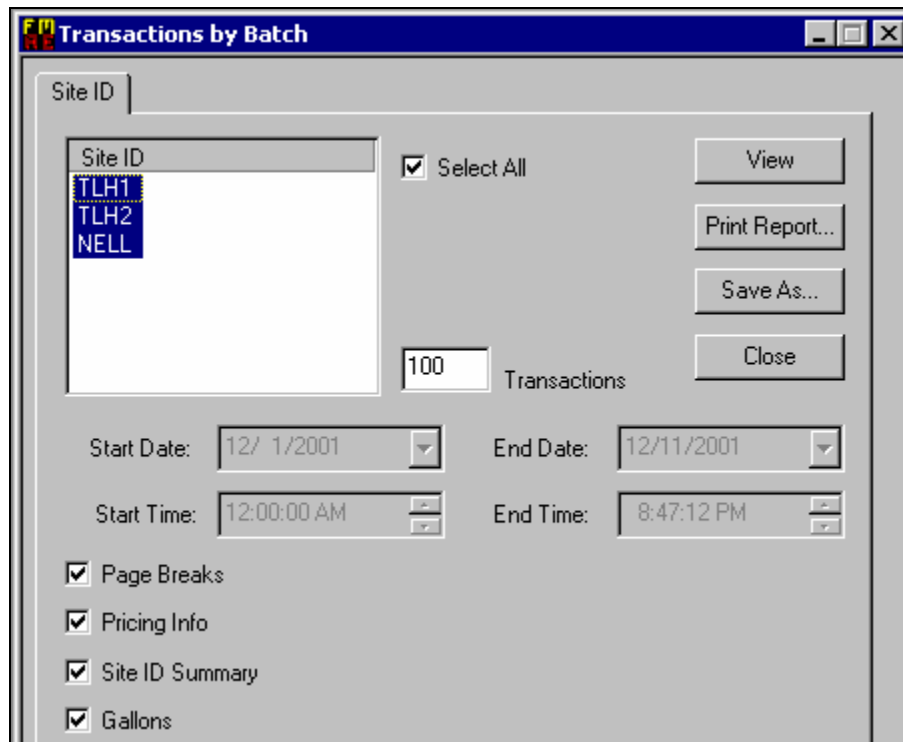 FMRE Transactions by Batch
Site ID
Site ID
TLH1
TLH2
NELL
Select All
View
Print Report...
Save As...
Close
100 Transactions
Start Date: 12/ 1/2001 End Date: 12/11/2001
Start Time: 12:00:00 AM End Time: 8:47:12 PM
Page Breaks
Pricing Info
Site ID Summary
Gallons